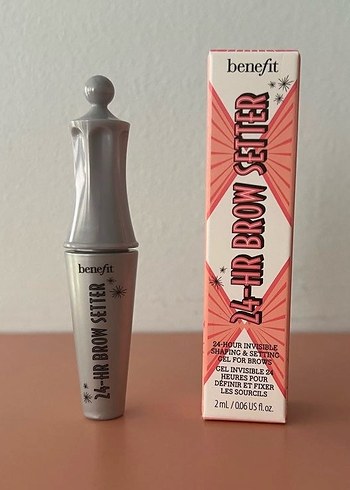 benefit
24-HR BROW SETTER
benefit
24-HR BROW SETTER
24-HOUR INVISIBLE
SHAPING & SETTING
GEL FOR BROWS
GEL INVISIBLE 24
HEURES POUR
DÉFINIR ET FIXER
LES SOURCILS
2 mL / 0.06 US fl. oz.